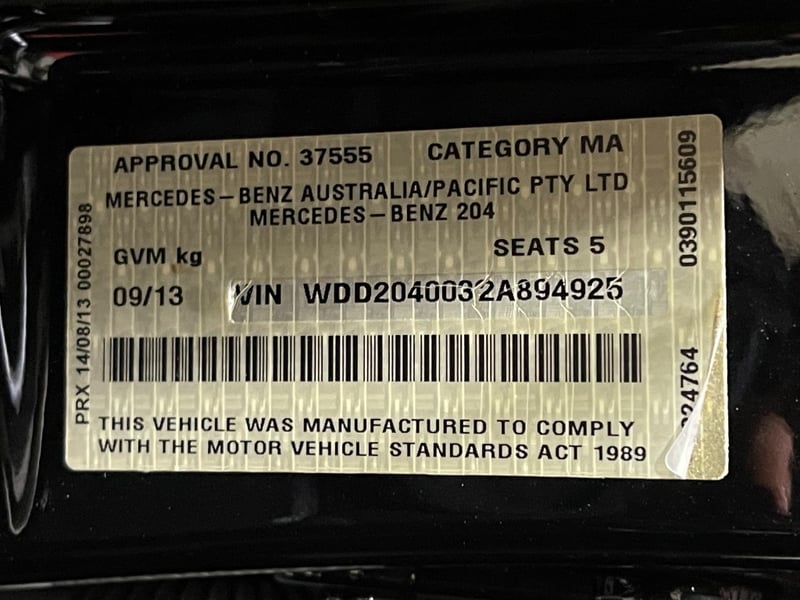 APPROVAL NO. 37555 CATEGORY MA
MERCEDES-BENZ AUSTRALIA/PACIFIC PTY LTD
MERCEDES-BENZ 204
GVM kg SEATS 5
09/13 VIN WDD2040032A894925
THIS VEHICLE WAS MANUFACTURED TO COMPLY
WITH THE MOTOR VEHICLE STANDARDS ACT 1989
PRX 14/08/13 00027898
0390115609